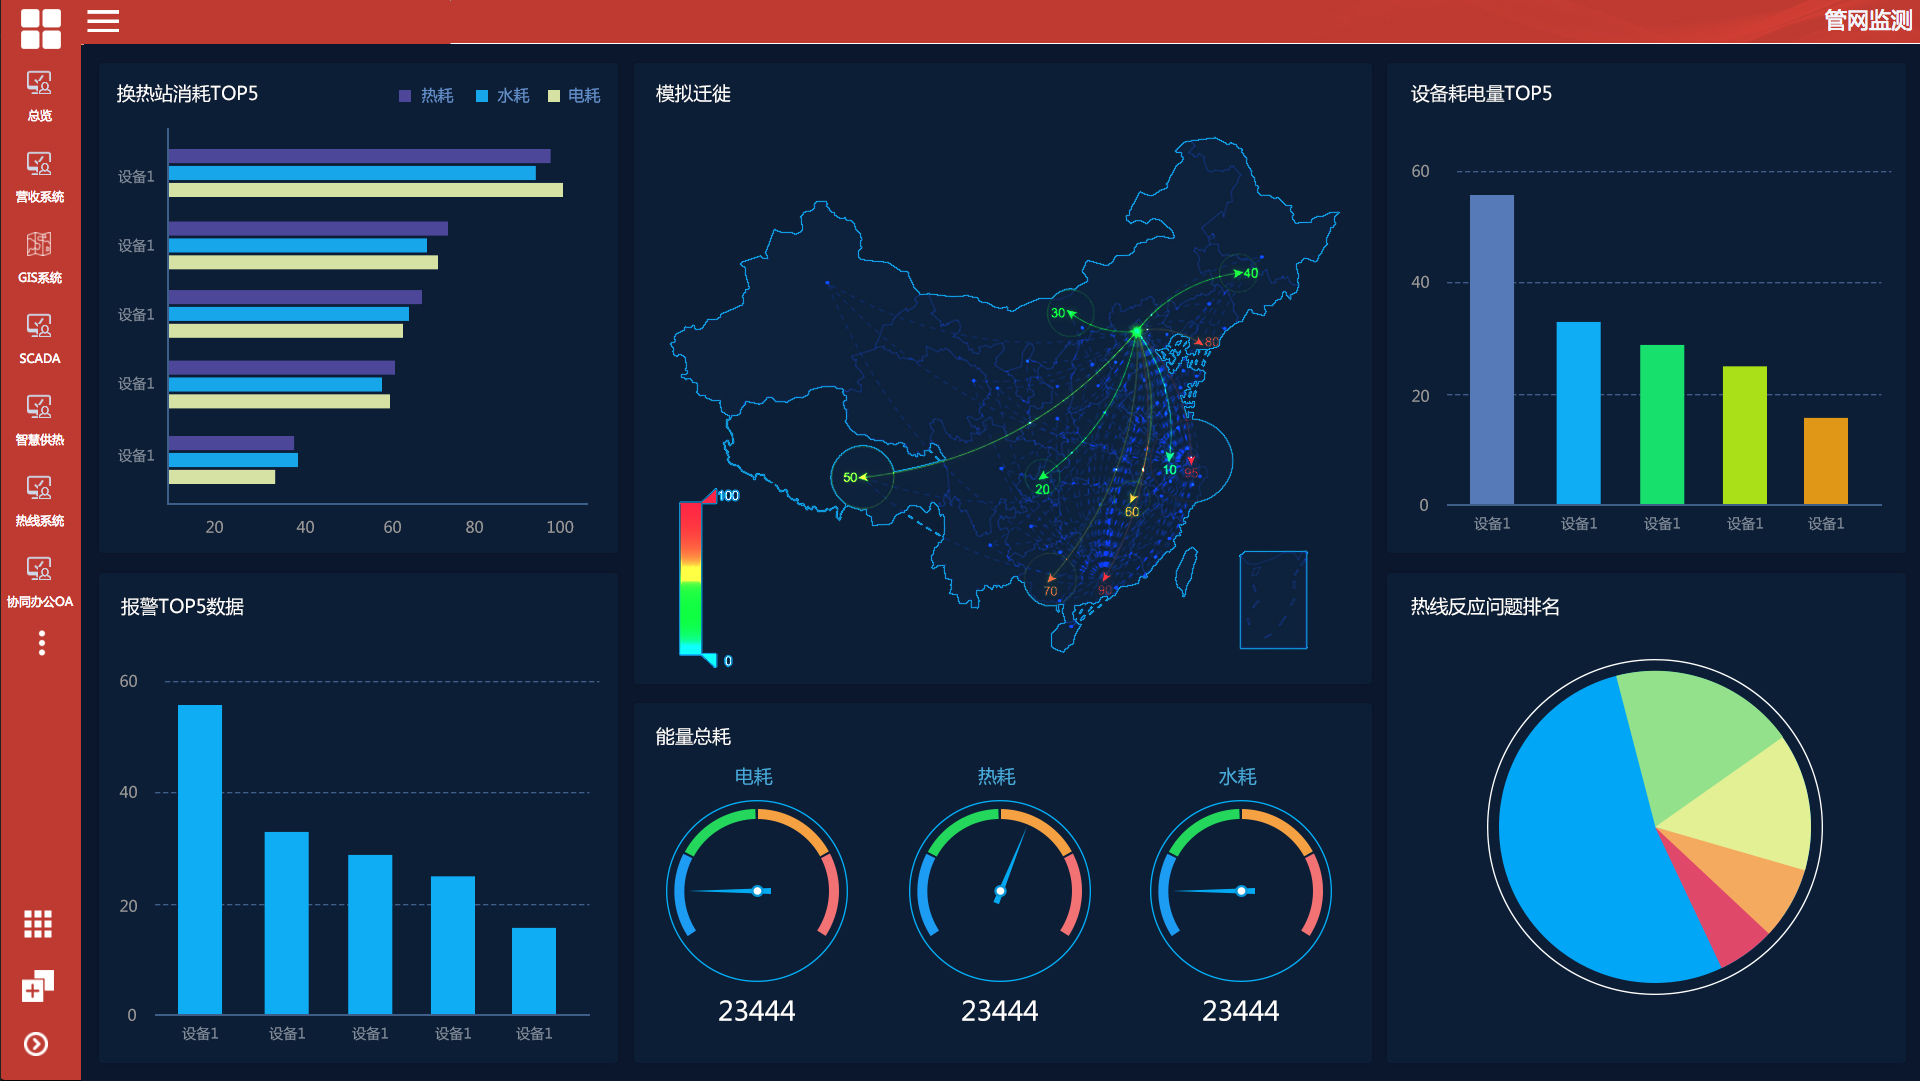 管网监测
总览
营收系统
GIS系统
SCADA
智慧供热
热线系统
协同办公OA
换热站消耗TOP5
热耗 水耗 电耗
设备1
设备1
设备1
设备1
设备1
20 40 60 80 100
报警TOP5数据
60
40
20
0
设备1 设备1 设备1 设备1 设备1
模拟迁徙
40
30
80
50
20
10
95
60
70
90
100
0
能量总耗
电耗 热耗 水耗
23444 23444 23444
设备耗电量TOP5
60
40
20
0
设备1 设备1 设备1 设备1 设备1
热线反应问题排名